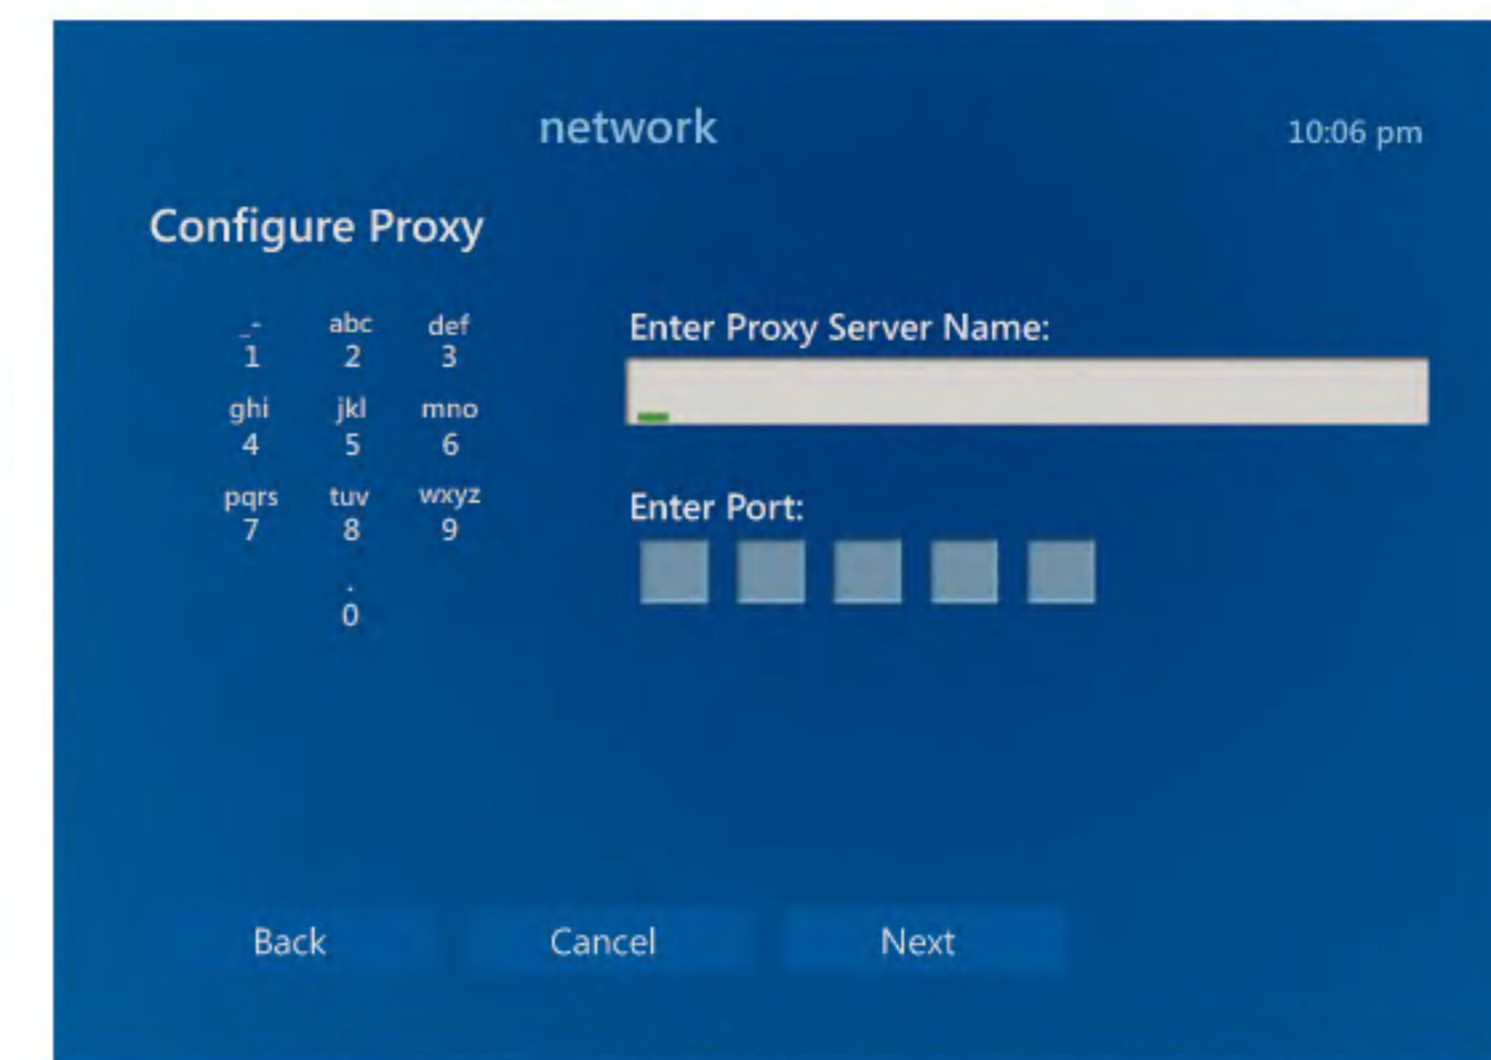 network
10:06 pm
Configure Proxy
_- abc def
1 2 3
ghi jkl mno
4 5 6
pqrs tuv wxyz
7 8 9
.
0
Enter Proxy Server Name:
Enter Port:
Back Cancel Next